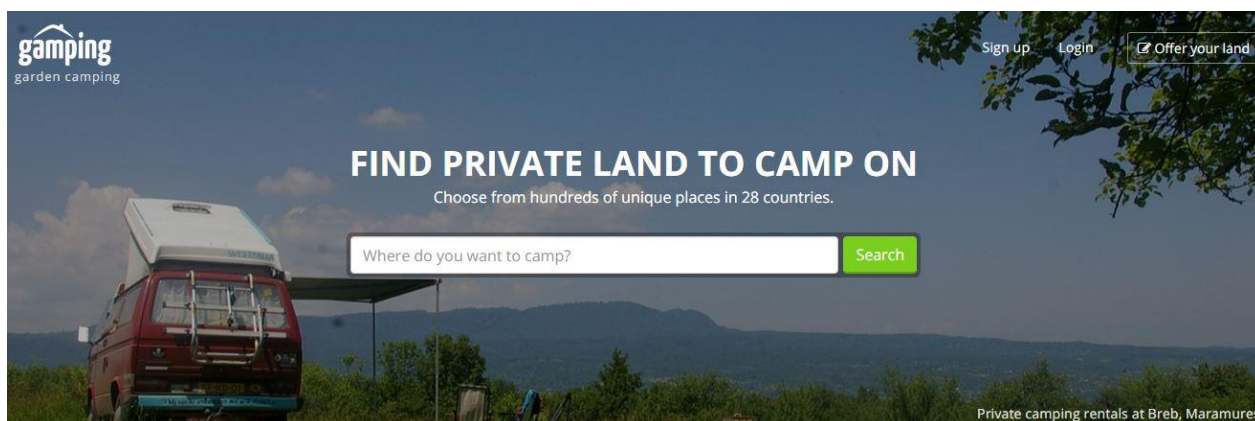 gamping
garden camping
Sign up Login Offer your land
FIND PRIVATE LAND TO CAMP ON
Choose from hundreds of unique places in 28 countries.
Where do you want to camp? Search
WESTFALIA
Private camping rentals at Breb, Maramures